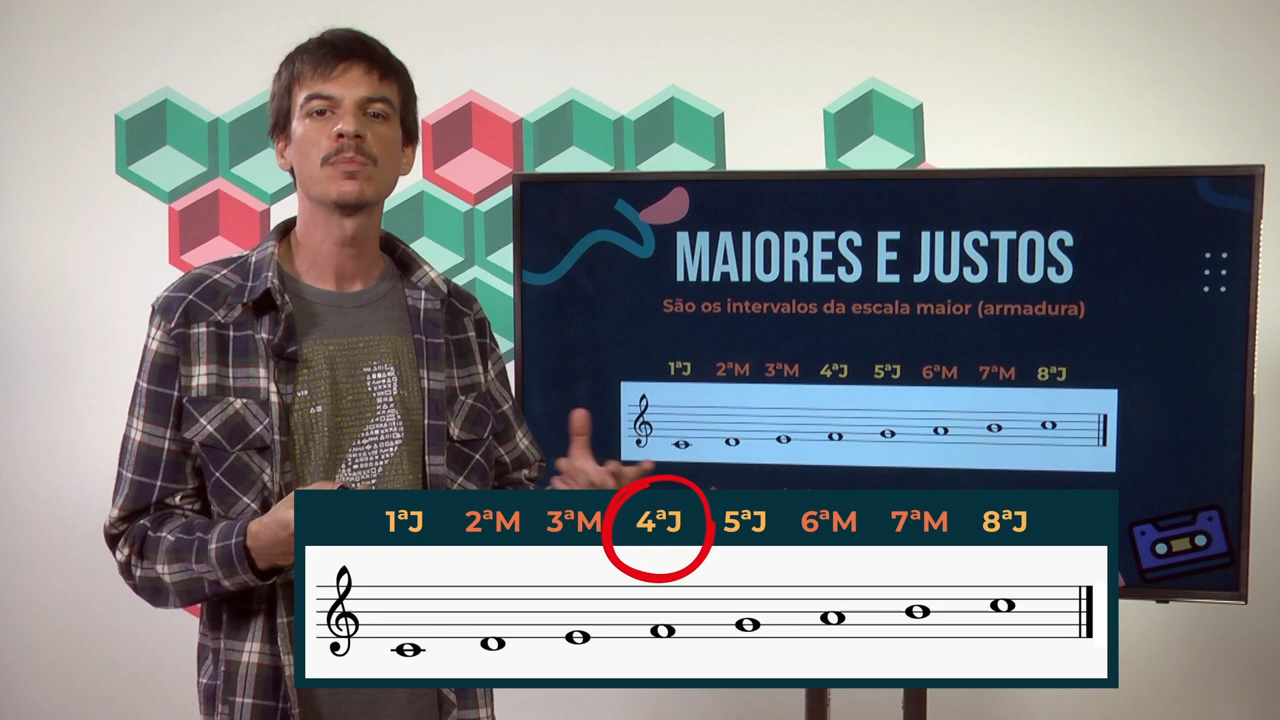 MAIORES E JUSTOS
São os intervalos da escala maior (armadura)
1ªJ 2ªM 3ªM 4ªJ 5ªJ 6ªM 7ªM 8ªJ
1ªJ 2ªM 3ªM 4ªJ 5ªJ 6ªM 7ªM 8ªJ